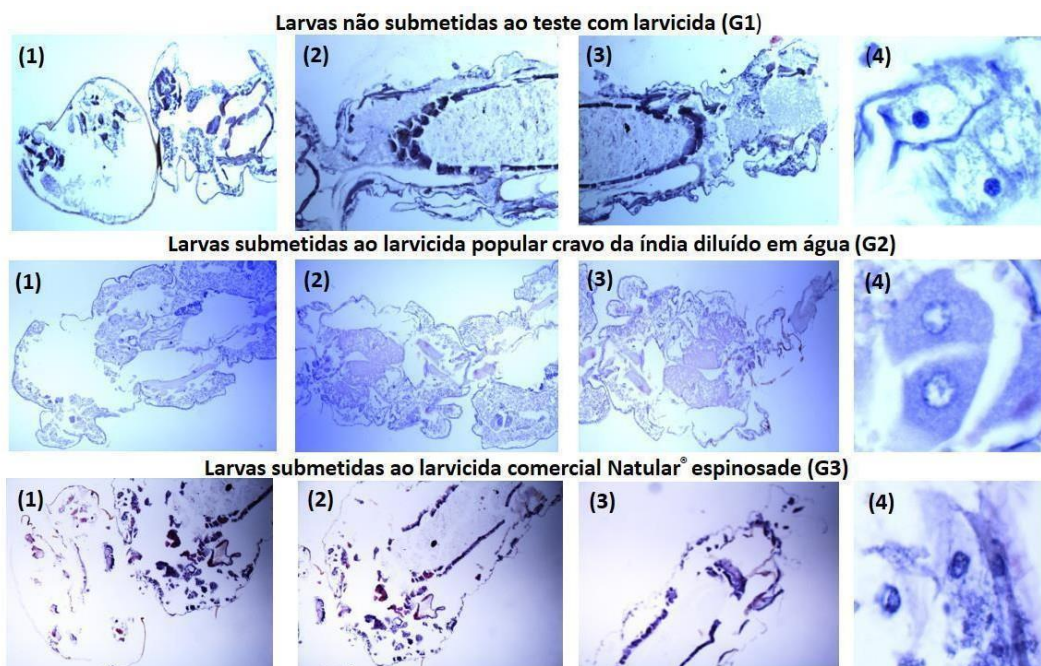 Larvas não submetidas ao teste com larvicida (G1)
(1) (2) (3) (4)
Larvas submetidas ao larvicida popular cravo da índia diluído em água (G2)
(1) (2) (3) (4)
Larvas submetidas ao larvicida comercial Natular® espinosade (G3)
(1) (2) (3) (4)